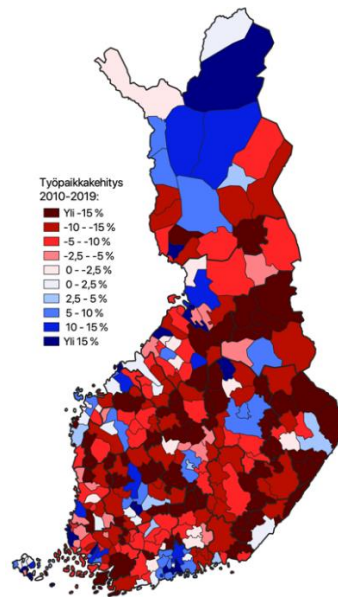 Työpaikkakehitys
2010-2019:
Yli -15 %
-10 - -15 %
-5 - -10 %
-2,5 - -5 %
0 - -2,5 %
0 - 2,5 %
2,5 - 5 %
5 - 10 %
10 - 15 %
Yli 15 %